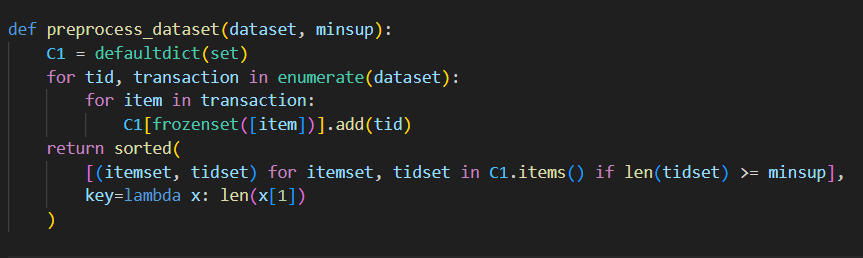 def preprocess_dataset(dataset, minsup):
    C1 = defaultdict(set)
    for tid, transaction in enumerate(dataset):
        for item in transaction:
            C1[frozenset([item])].add(tid)
    return sorted(
        [(itemset, tidset) for itemset, tidset in C1.items() if len(tidset) >= minsup],
        key=lambda x: len(x[1])
    )